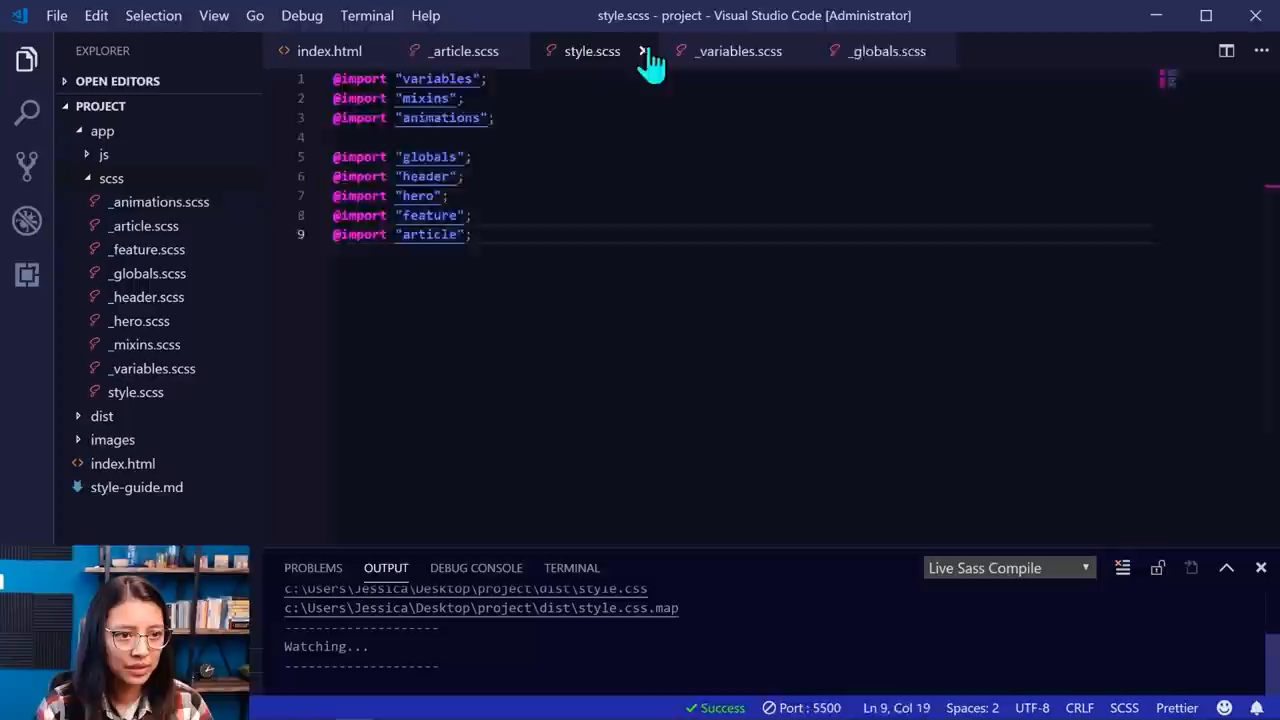 File Edit Selection View Go Debug Terminal Help
style.scss - project - Visual Studio Code [Administrator]
EXPLORER
OPEN EDITORS
PROJECT
app
js
scss
_animations.scss
_article.scss
_feature.scss
_globals.scss
_header.scss
_hero.scss
_mixins.scss
_variables.scss
style.scss
dist
images
index.html
style-guide.md
index.html _article.scss style.scss _variables.scss _globals.scss
1 @import "variables";
2 @import "mixins";
3 @import "animations";
4
5 @import "globals";
6 @import "header";
7 @import "hero";
8 @import "feature";
9 @import "article";
PROBLEMS OUTPUT DEBUG CONSOLE TERMINAL
Live Sass Compile
c:\Users\Jessica\Desktop\project\dist\style.css
c:\Users\Jessica\Desktop\project\dist\style.css.map
--------------------
Watching...
--------------------
Success Port : 5500 Ln 9, Col 19 Spaces: 2 UTF-8 CRLF SCSS Prettier